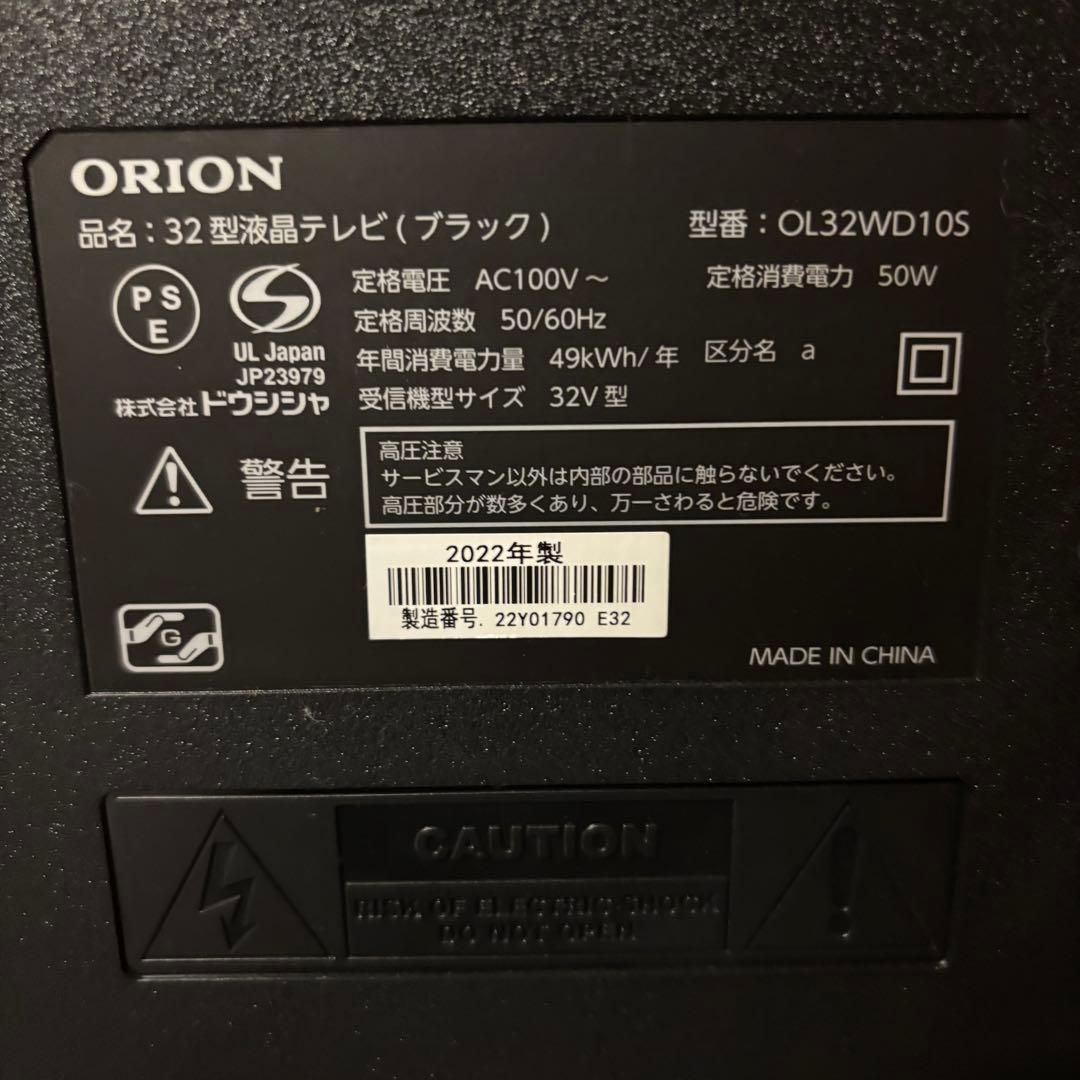 ORION
品名：32型液晶テレビ(ブラック) 型番：OL32WD10S
PSE
定格電圧 AC100V～ 定格消費電力 50W
定格周波数 50/60Hz
UL Japan
JP23979
年間消費電力量 49kWh/年 区分名 a
株式会社ドウシシャ
受信機型サイズ 32V型
警告
高圧注意
サービスマン以外は内部の部品に触らないでください。
高圧部分が数多くあり、万一さわると危険です。
2022年製
製造番号. 22Y01790 E32
G
MADE IN CHINA
CAUTION
RISK OF ELECTRIC SHOCK
DO NOT OPEN